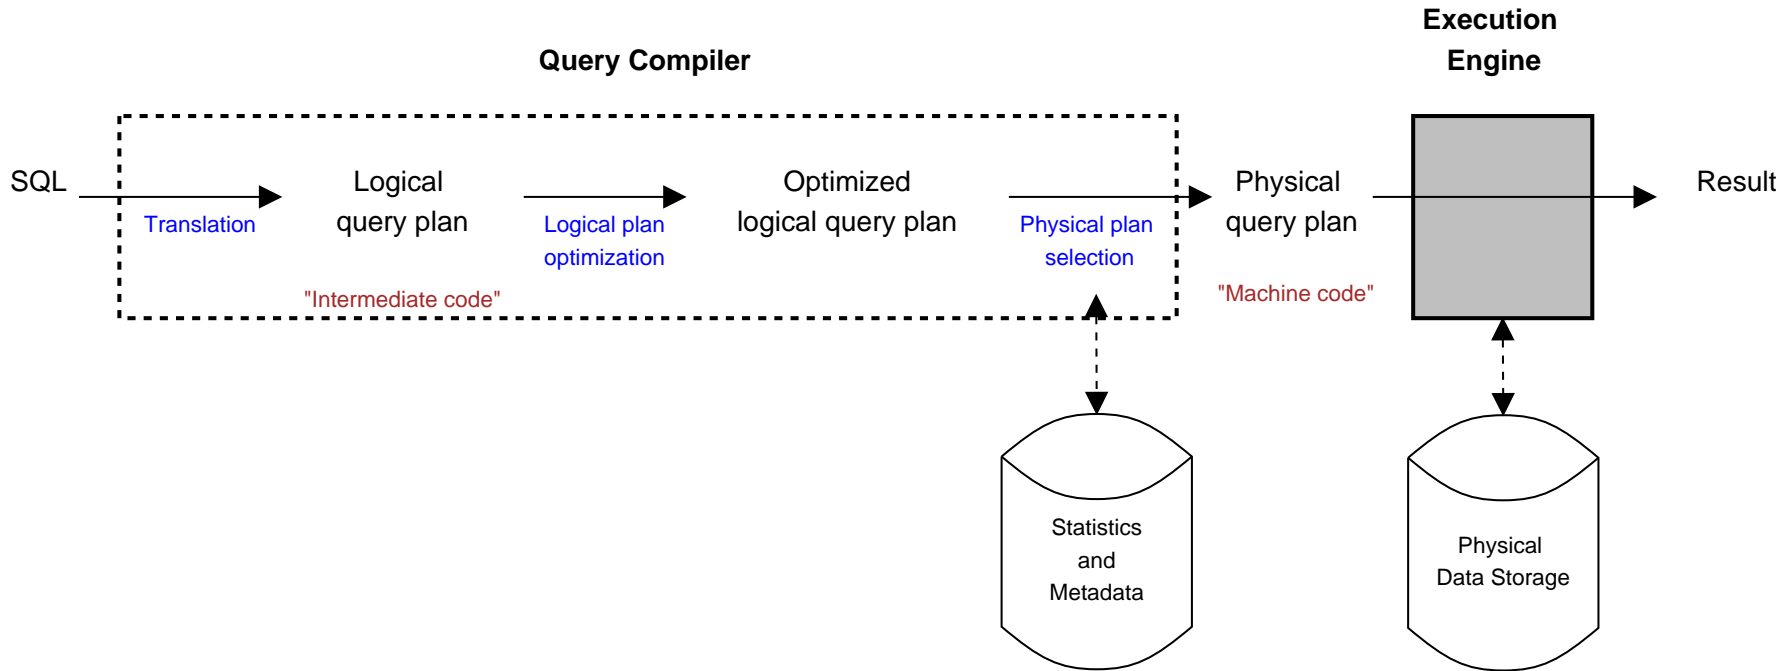 Execution
Engine
Query Compiler
SQL
Translation
Logical
query plan
"Intermediate code"
Logical plan
optimization
Optimized
logical query plan
Physical plan
selection
Physical
query plan
"Machine code"
Result
Statistics
and
Metadata
Physical
Data Storage